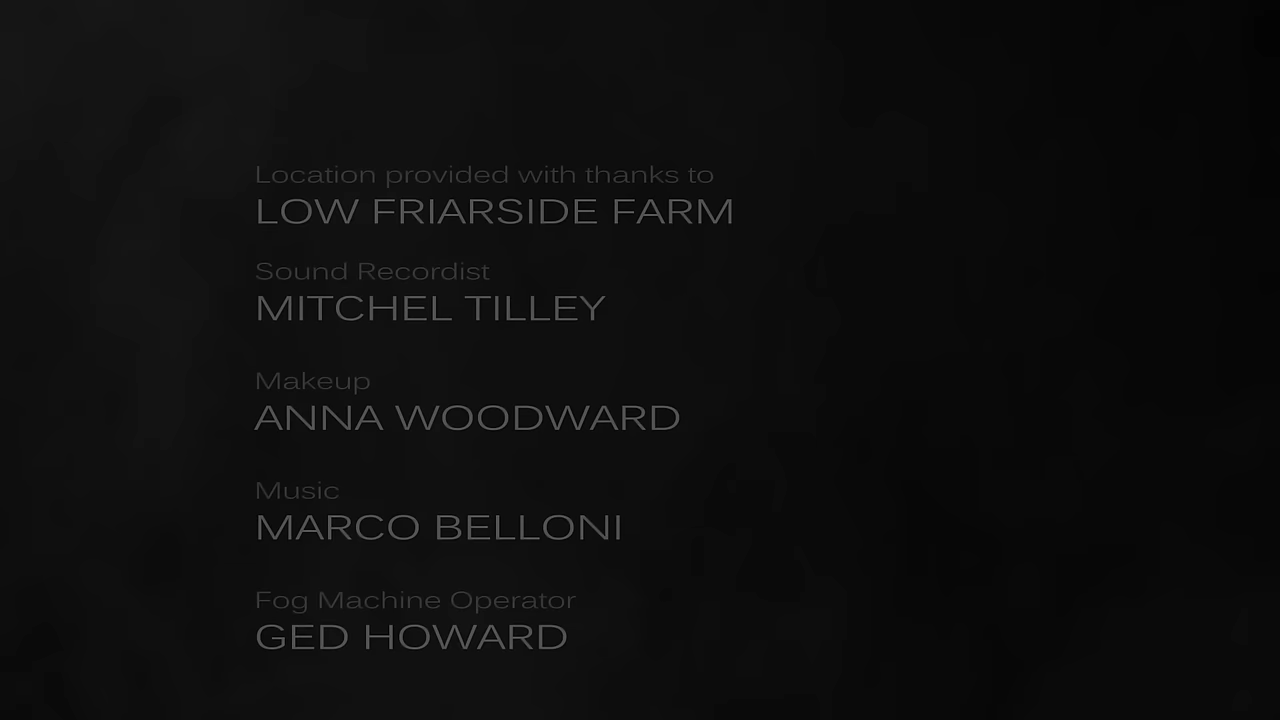 Location provided with thanks to
LOW FRIARSIDE FARM
Sound Recordist
MITCHEL TILLEY
Makeup
ANNA WOODWARD
Music
MARCO BELLONI
Fog Machine Operator
GED HOWARD